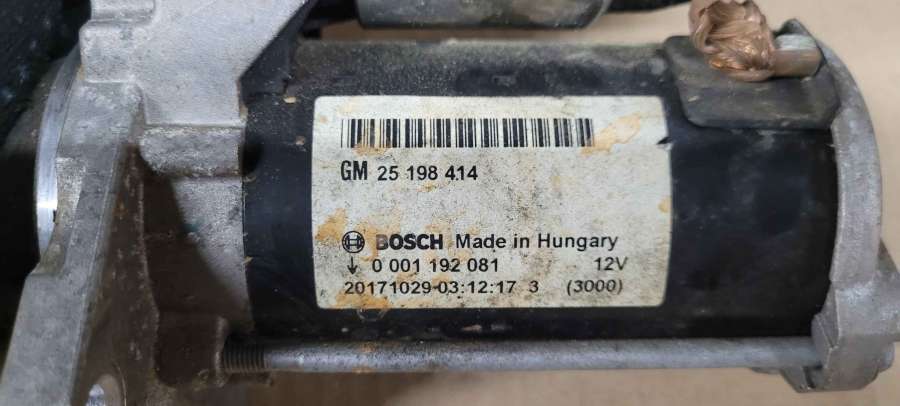 GM 25 198 414
BOSCH Made in Hungary
0 001 192 081 12V
20171029-03:12:17 3 (3000)